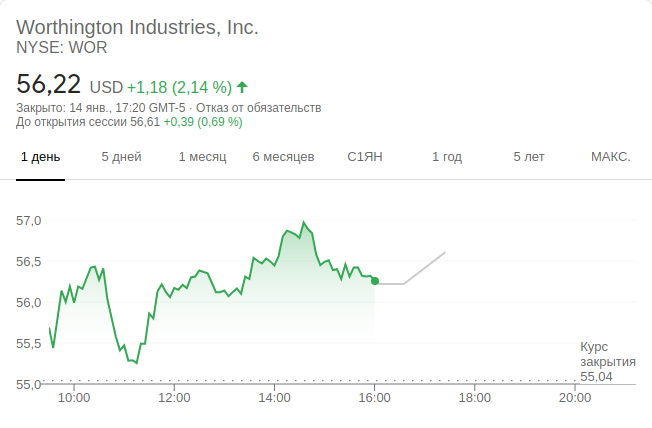 Worthington Industries, Inc.
NYSE: WOR
56,22 USD +1,18 (2,14 %)
Закрыто: 14 янв., 17:20 GMT-5 · Отказ от обязательств
До открытия сессии 56,61 +0,39 (0,69 %)
1 день 5 дней 1 месяц 6 месяцев С1ЯН 1 год 5 лет МАКС.
57,0
56,5
56,0
55,5
55,0
Курс
закрытия
55,04
10:00 12:00 14:00 16:00 18:00 20:00